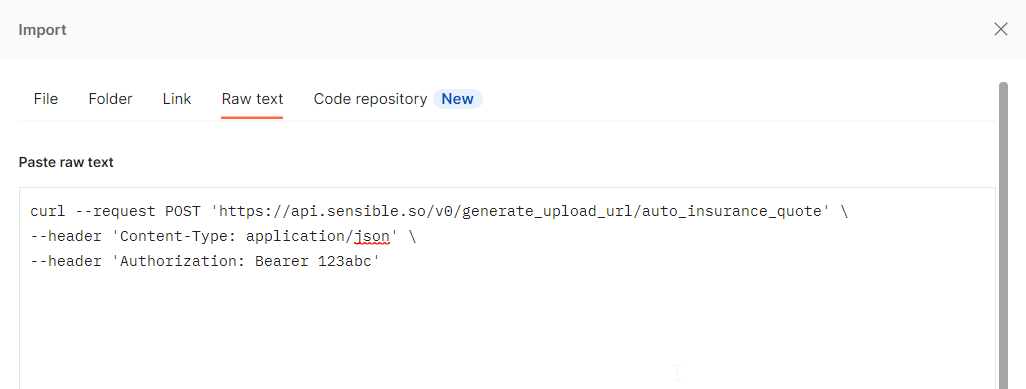 Import
File Folder Link Raw text Code repository New
Paste raw text
curl --request POST 'https://api.sensible.so/v0/generate_upload_url/auto_insurance_quote' \
--header 'Content-Type: application/json' \
--header 'Authorization: Bearer 123abc'